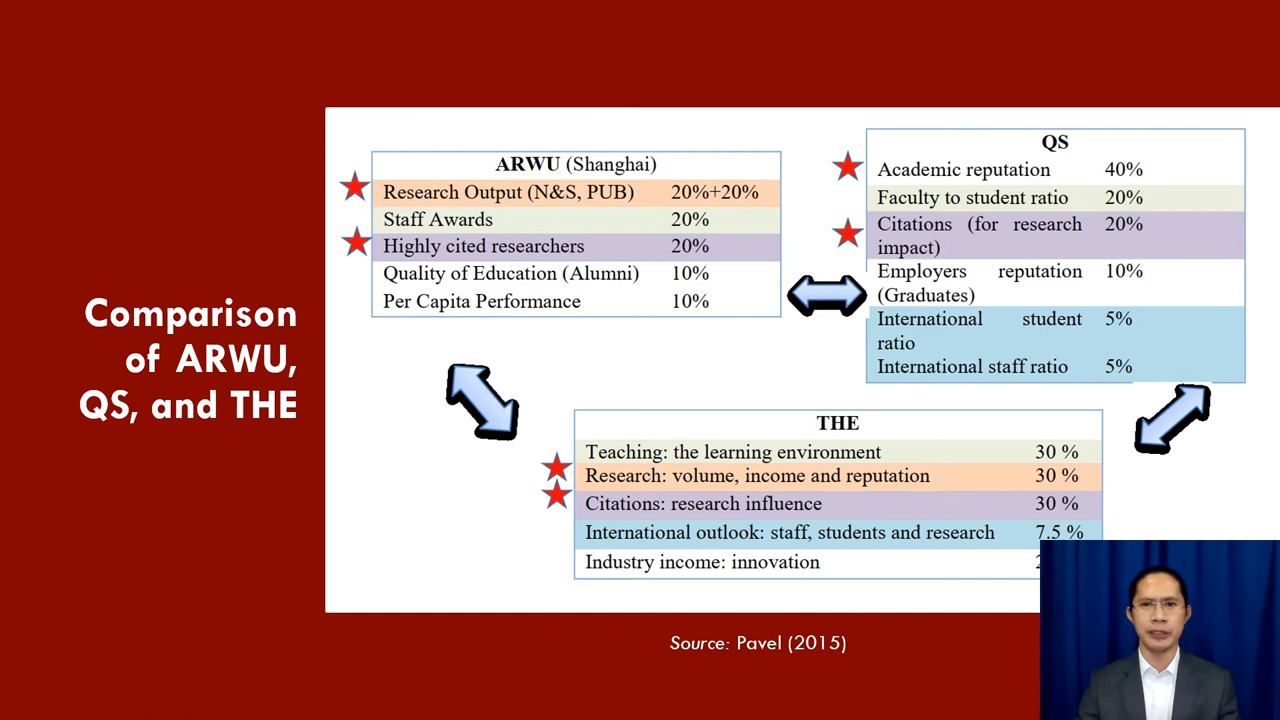 Comparison
of ARWU,
QS, and THE
ARWU (Shanghai)
Research Output (N&S, PUB) 20%+20%
Staff Awards 20%
Highly cited researchers 20%
Quality of Education (Alumni) 10%
Per Capita Performance 10%
QS
Academic reputation 40%
Faculty to student ratio 20%
Citations (for research 20%
impact)
Employers reputation 10%
(Graduates)
International student 5%
ratio
International staff ratio 5%
THE
Teaching: the learning environment 30 %
Research: volume, income and reputation 30 %
Citations: research influence 30 %
International outlook: staff, students and research 7.5 %
Industry income: innovation
Source: Pavel (2015)